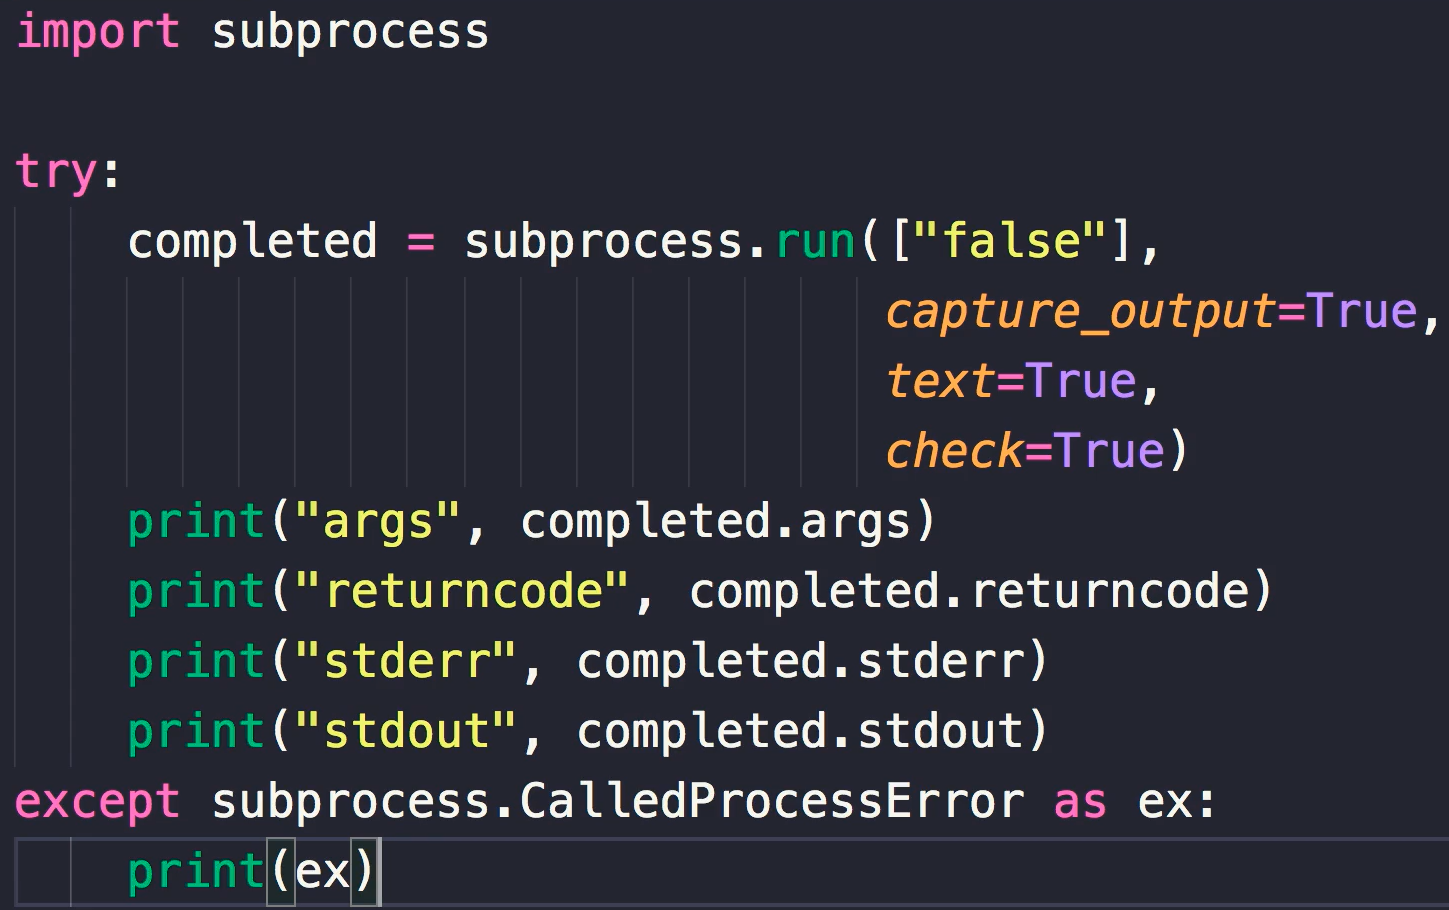 import subprocess

try:
    completed = subprocess.run(["false"],
                               capture_output=True,
                               text=True,
                               check=True)
    print("args", completed.args)
    print("returncode", completed.returncode)
    print("stderr", completed.stderr)
    print("stdout", completed.stdout)
except subprocess.CalledProcessError as ex:
    print(ex)